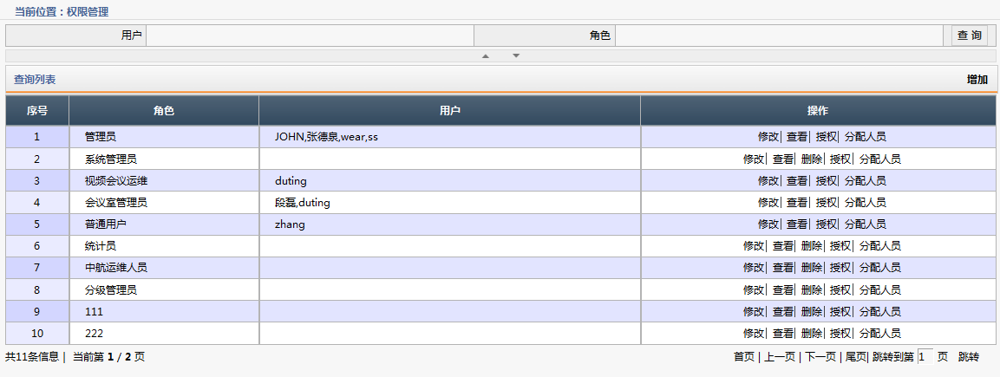 当前位置：权限管理
用户 角色 查 询
查询列表 增加
序号 角色 用户 操作
1 管理员 JOHN,张德泉,wear,ss 修改| 查看| 授权| 分配人员
2 系统管理员 修改| 查看| 删除| 授权| 分配人员
3 视频会议运维 duting 修改| 查看| 授权| 分配人员
4 会议室管理员 段磊,duting 修改| 查看| 授权| 分配人员
5 普通用户 zhang 修改| 查看| 授权| 分配人员
6 统计员 修改| 查看| 删除| 授权| 分配人员
7 中航运维人员 修改| 查看| 删除| 授权| 分配人员
8 分级管理员 修改| 查看| 删除| 授权| 分配人员
9 111 修改| 查看| 删除| 授权| 分配人员
10 222 修改| 查看| 删除| 授权| 分配人员
共11条信息| 当前第 1 / 2 页 首页 | 上一页 | 下一页 | 尾页| 跳转到第 1 页 跳转